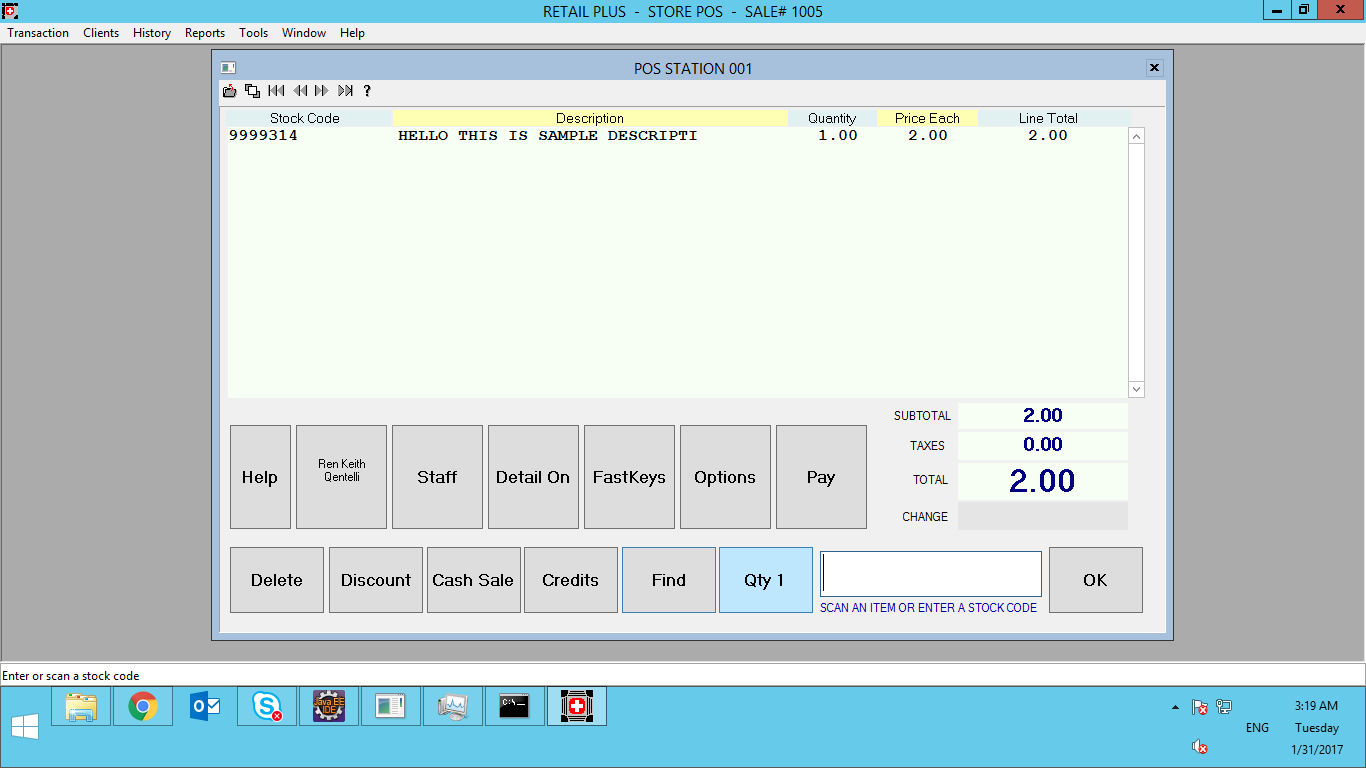 RETAIL PLUS - STORE POS - SALE# 1005
Transaction Clients History Reports Tools Window Help
POS STATION 001
?
Stock Code Description Quantity Price Each Line Total
9999314 HELLO THIS IS SAMPLE DESCRIPTI 1.00 2.00 2.00
SUBTOTAL 2.00
TAXES 0.00
TOTAL 2.00
CHANGE
Help
Ren Keith
Qentelli
Staff
Detail On
FastKeys
Options
Pay
Delete
Discount
Cash Sale
Credits
Find
Qty 1
OK
SCAN AN ITEM OR ENTER A STOCK CODE
Enter or scan a stock code
Java EE
IDE
C:\_
3:19 AM
ENG Tuesday
1/31/2017